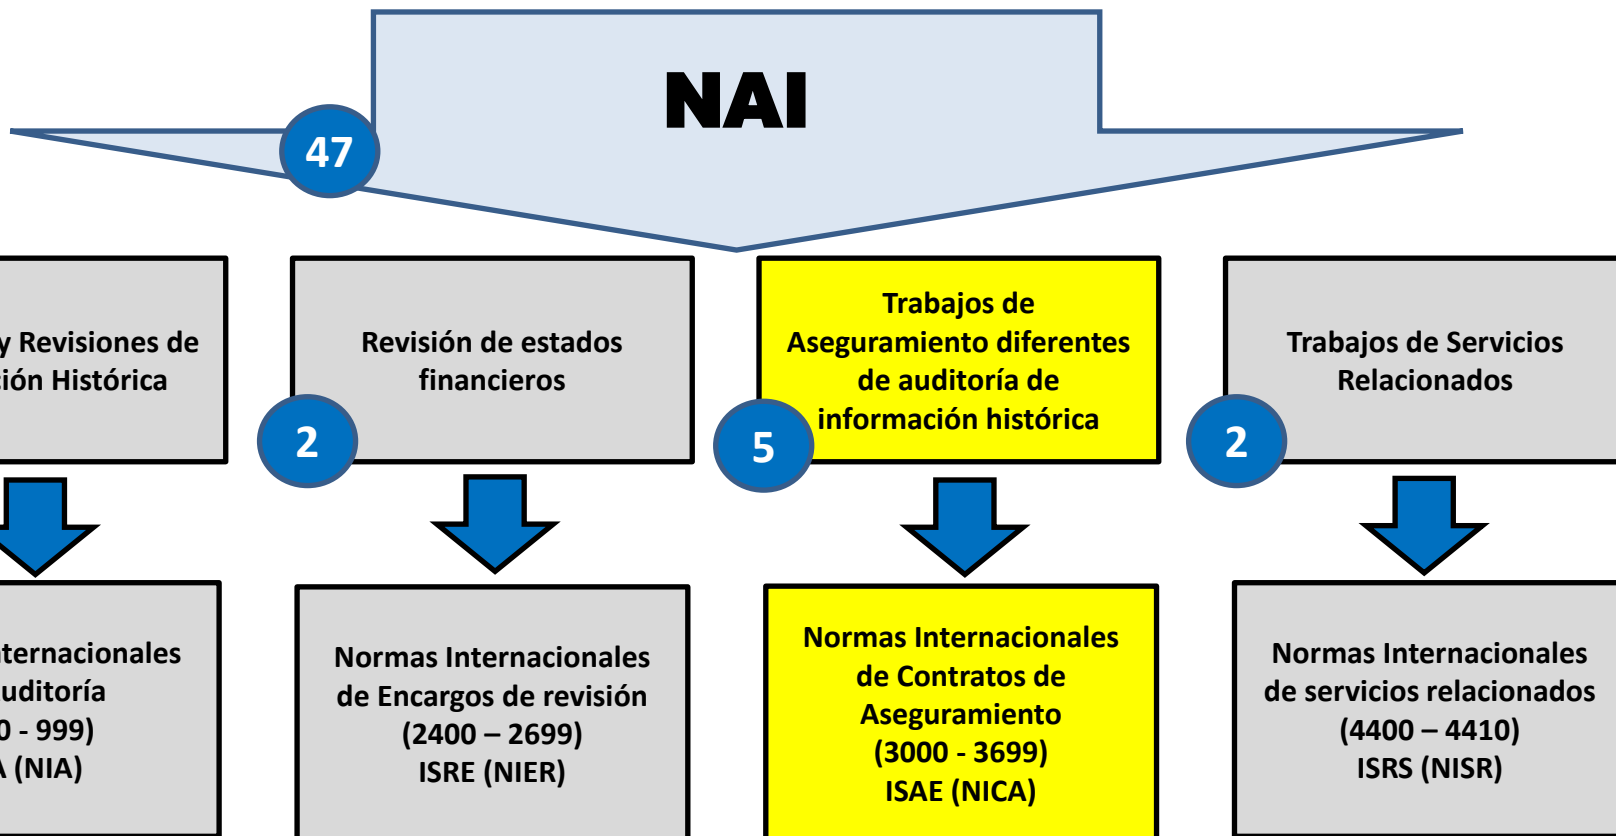 NAI
47
y Revisiones de
ción Histórica
Revisión de estados
financieros
2
Trabajos de
Aseguramiento diferentes
de auditoría de
información histórica
5
Trabajos de Servicios
Relacionados
2
ternacionales
uditoría
0 - 999)
A (NIA)
Normas Internacionales
de Encargos de revisión
(2400 – 2699)
ISRE (NIER)
Normas Internacionales
de Contratos de
Aseguramiento
(3000 - 3699)
ISAE (NICA)
Normas Internacionales
de servicios relacionados
(4400 – 4410)
ISRS (NISR)